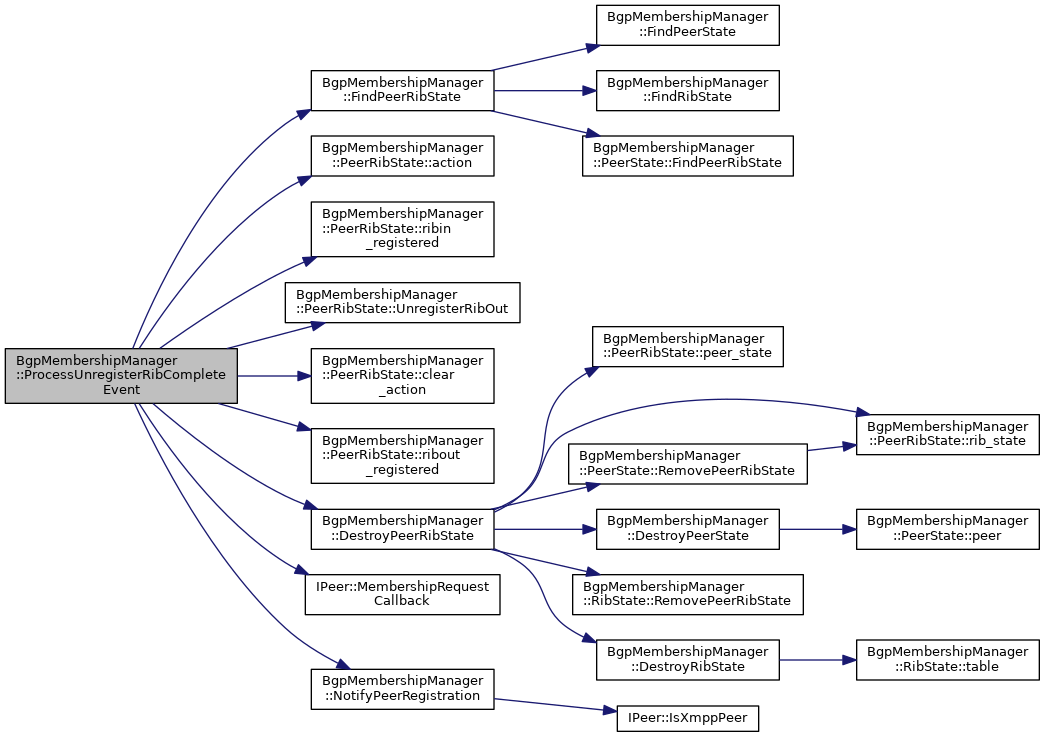 BgpMembershipManager
::ProcessUnregisterRibComplete
Event
BgpMembershipManager
::FindPeerRibState
BgpMembershipManager
::FindPeerState
BgpMembershipManager
::FindRibState
BgpMembershipManager
::PeerState::FindPeerRibState
BgpMembershipManager
::PeerRibState::action
BgpMembershipManager
::PeerRibState::ribin
_registered
BgpMembershipManager
::PeerRibState::UnregisterRibOut
BgpMembershipManager
::PeerRibState::clear
_action
BgpMembershipManager
::PeerRibState::ribout
_registered
BgpMembershipManager
::DestroyPeerRibState
BgpMembershipManager
::PeerRibState::peer_state
BgpMembershipManager
::PeerRibState::rib_state
BgpMembershipManager
::PeerState::RemovePeerRibState
BgpMembershipManager
::DestroyPeerState
BgpMembershipManager
::PeerState::peer
BgpMembershipManager
::RibState::RemovePeerRibState
BgpMembershipManager
::DestroyRibState
BgpMembershipManager
::RibState::table
IPeer::MembershipRequest
Callback
BgpMembershipManager
::NotifyPeerRegistration
IPeer::IsXmppPeer